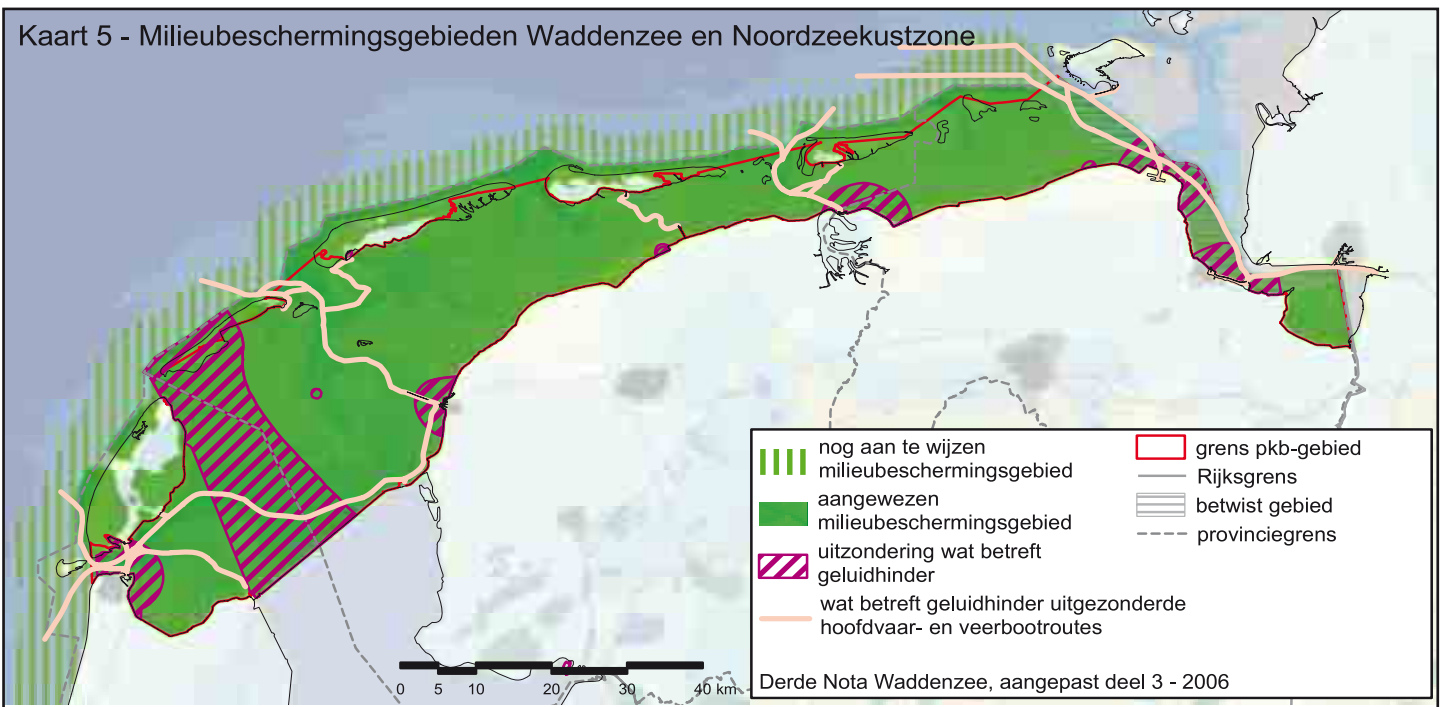 Kaart 5 - Milieubeschermingsgebieden Waddenzee en Noordzeekustzone
nog aan te wijzen
milieubeschermingsgebied
aangewezen
milieubeschermingsgebied
uitzondering wat betreft
geluidhinder
wat betreft geluidhinder uitgezonderde
hoofdvaar- en veerbootroutes
grens pkb-gebied
Rijksgrens
betwist gebied
provinciegrens
0 5 10 20 30 40 km
Derde Nota Waddenzee, aangepast deel 3 - 2006